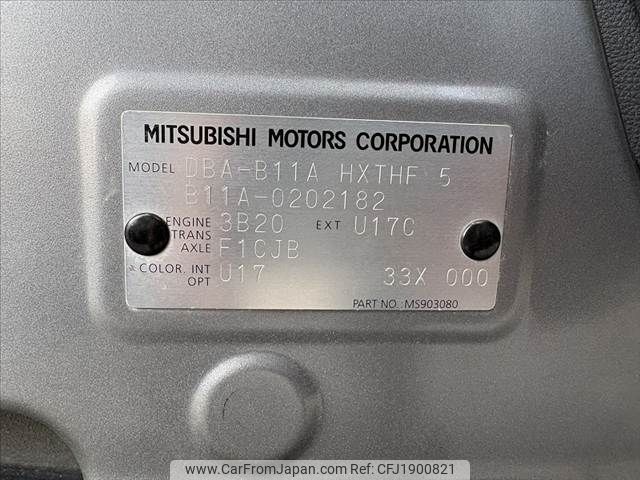 MITSUBISHI MOTORS CORPORATION
MODEL DBA-B11A HXTHF 5
B11A-0202182
ENGINE 3B20 EXT U17C
TRANS
AXLE F1CJB
COLOR. INT U17 33X 000
OPT
PART NO.: MS903080
www.CarFromJapan.com - CFJ1900821